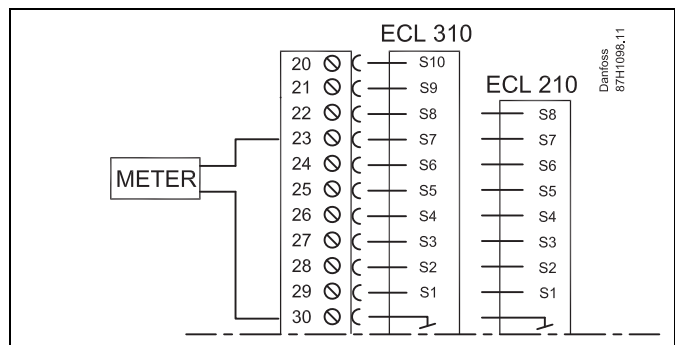 ECL 310
ECL 210
Danfoss
87H1098.11
METER
20 S10
21 S9
22 S8 S8
23 S7 S7
24 S6 S6
25 S5 S5
26 S4 S4
27 S3 S3
28 S2 S2
29 S1 S1
30